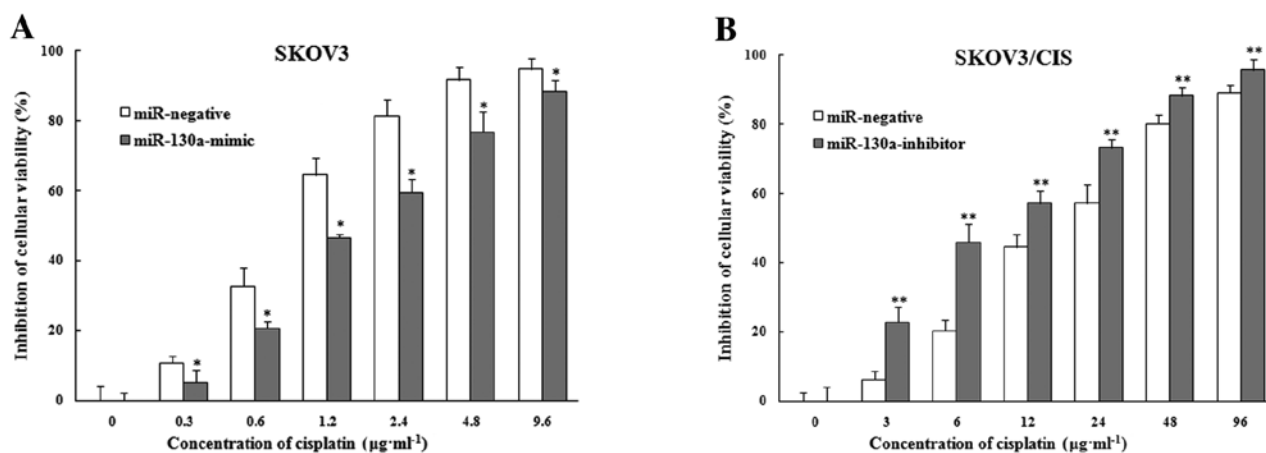 A
SKOV3
miR-negative
miR-130a-mimic
Inhibition of cellular viability (%)
100
80
60
40
20
0
* * * * * *
0 0.3 0.6 1.2 2.4 4.8 9.6
Concentration of cisplatin (µg·ml-1)
B
SKOV3/CIS
miR-negative
miR-130a-inhibitor
Inhibition of cellular viability (%)
100
80
60
40
20
0
** ** ** ** ** **
0 3 6 12 24 48 96
Concentration of cisplatin (µg·ml-1)